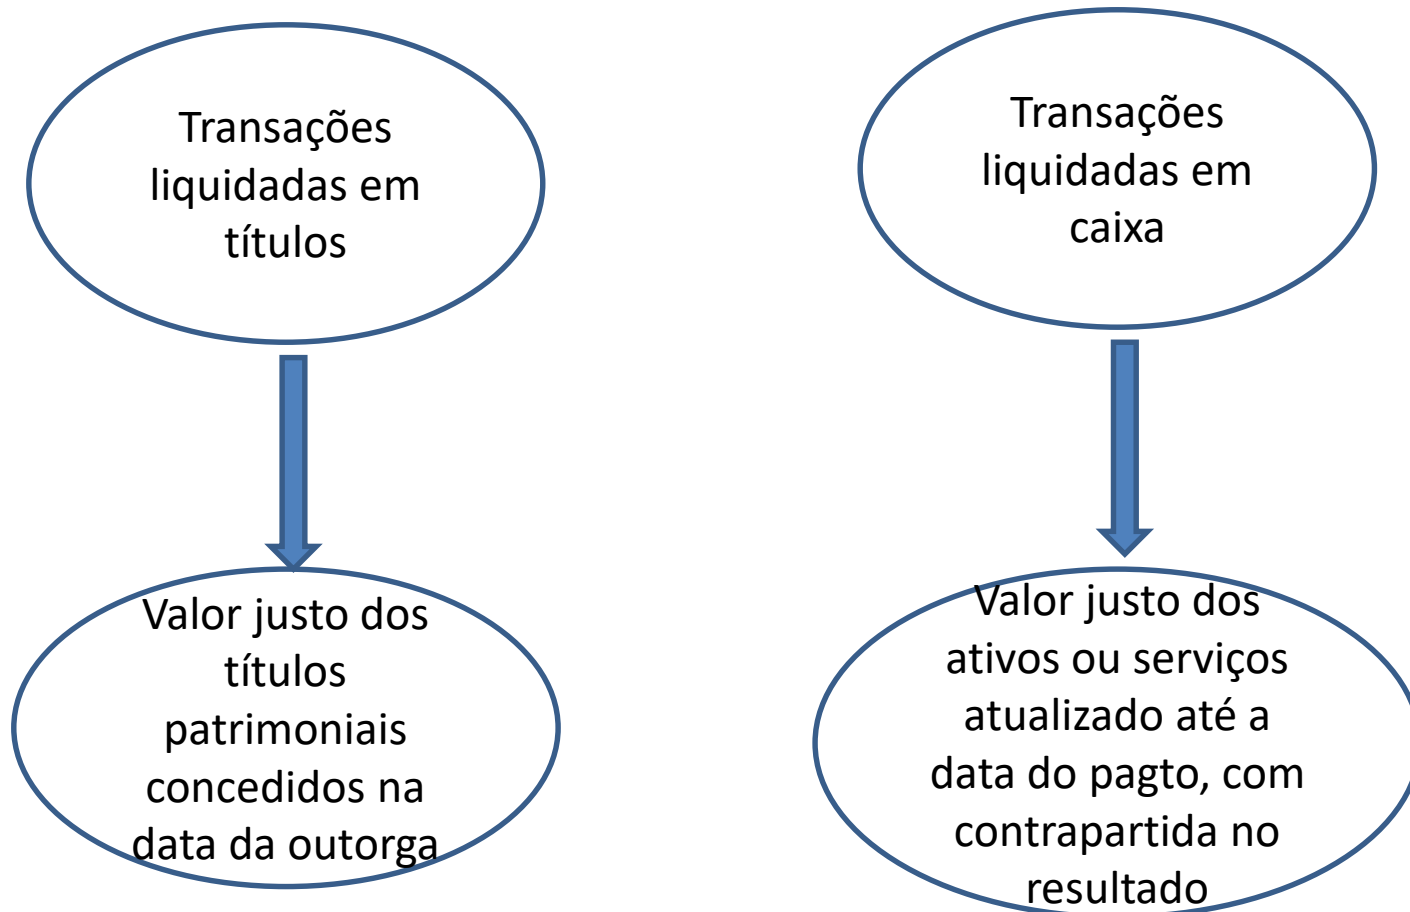 Transações
liquidadas em
títulos
Transações
liquidadas em
caixa
Valor justo dos
títulos
patrimoniais
concedidos na
data da outorga
Valor justo dos
ativos ou serviços
atualizado até a
data do pagto, com
contrapartida no
resultado